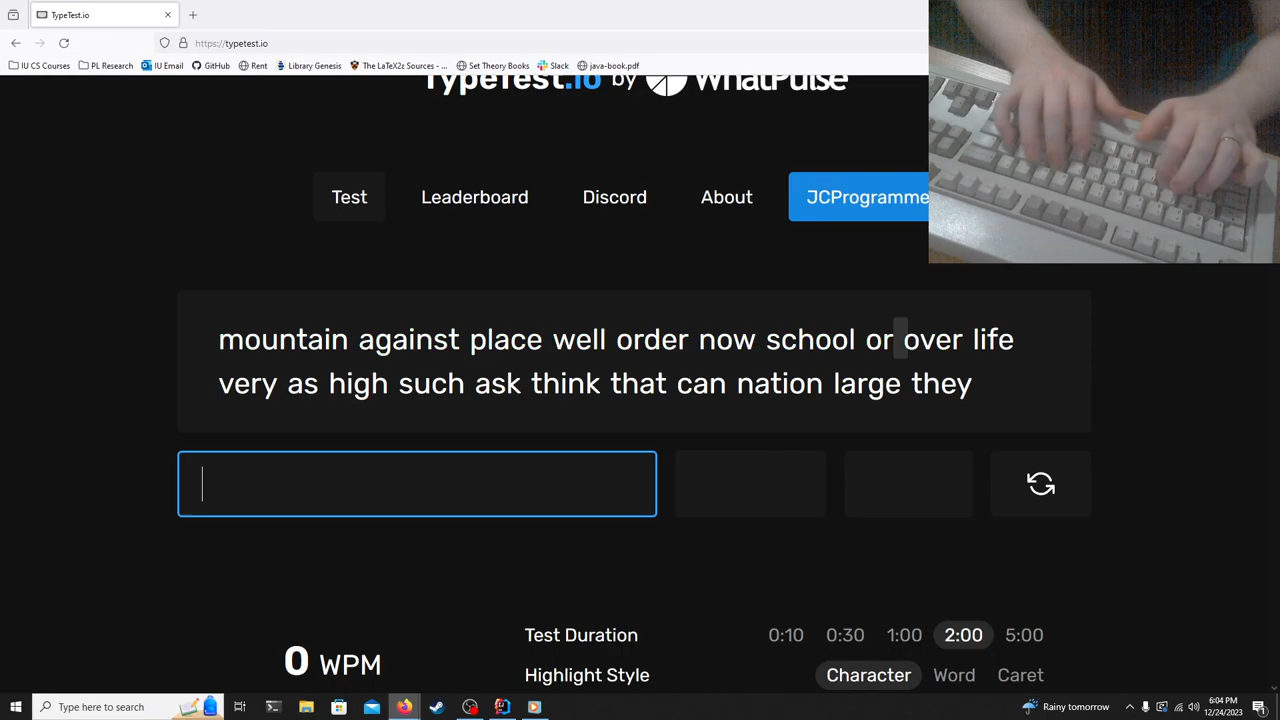 TypeTest.io
https://typetest.io
IU CS Courses PL Research IU Email GitHub Rent Library Genesis The LaTeX2ε Sources - ... Set Theory Books Slack java-book.pdf
TypeTest.io by WhatPulse
Test Leaderboard Discord About JCProgramme
mountain against place well order now school or over life
very as high such ask think that can nation large they
Test Duration 0:10 0:30 1:00 2:00 5:00
0 WPM
Highlight Style Character Word Caret
Type here to search
Rainy tomorrow
6:04 PM
12/24/2023
1